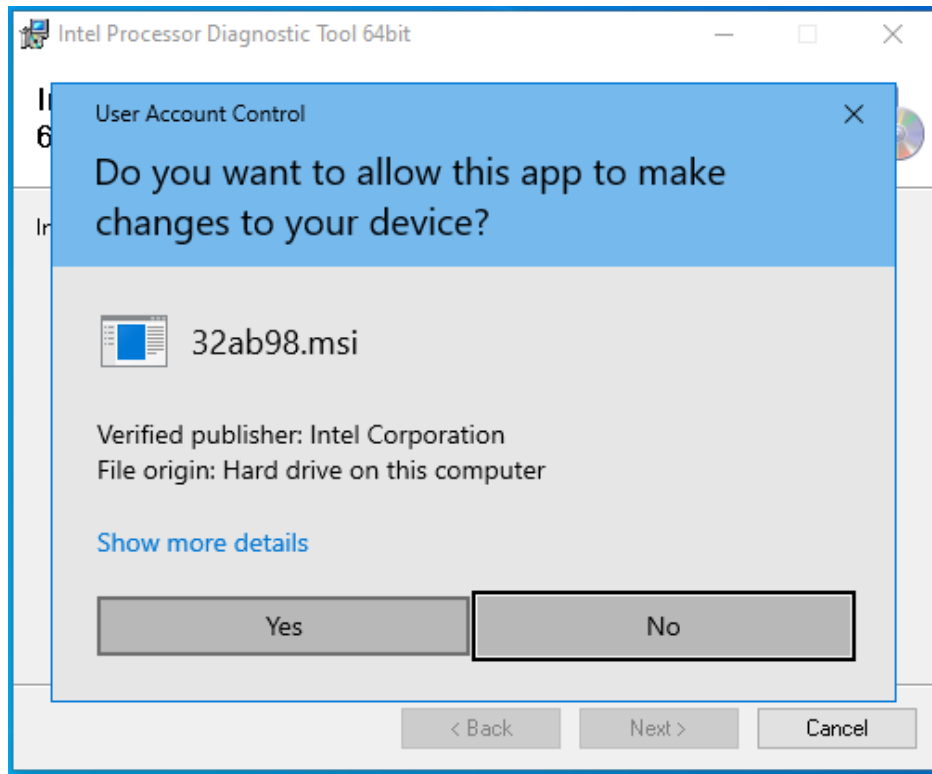 Intel Processor Diagnostic Tool 64bit
User Account Control
Do you want to allow this app to make
changes to your device?
32ab98.msi
Verified publisher: Intel Corporation
File origin: Hard drive on this computer
Show more details
Yes
No
< Back
Next >
Cancel